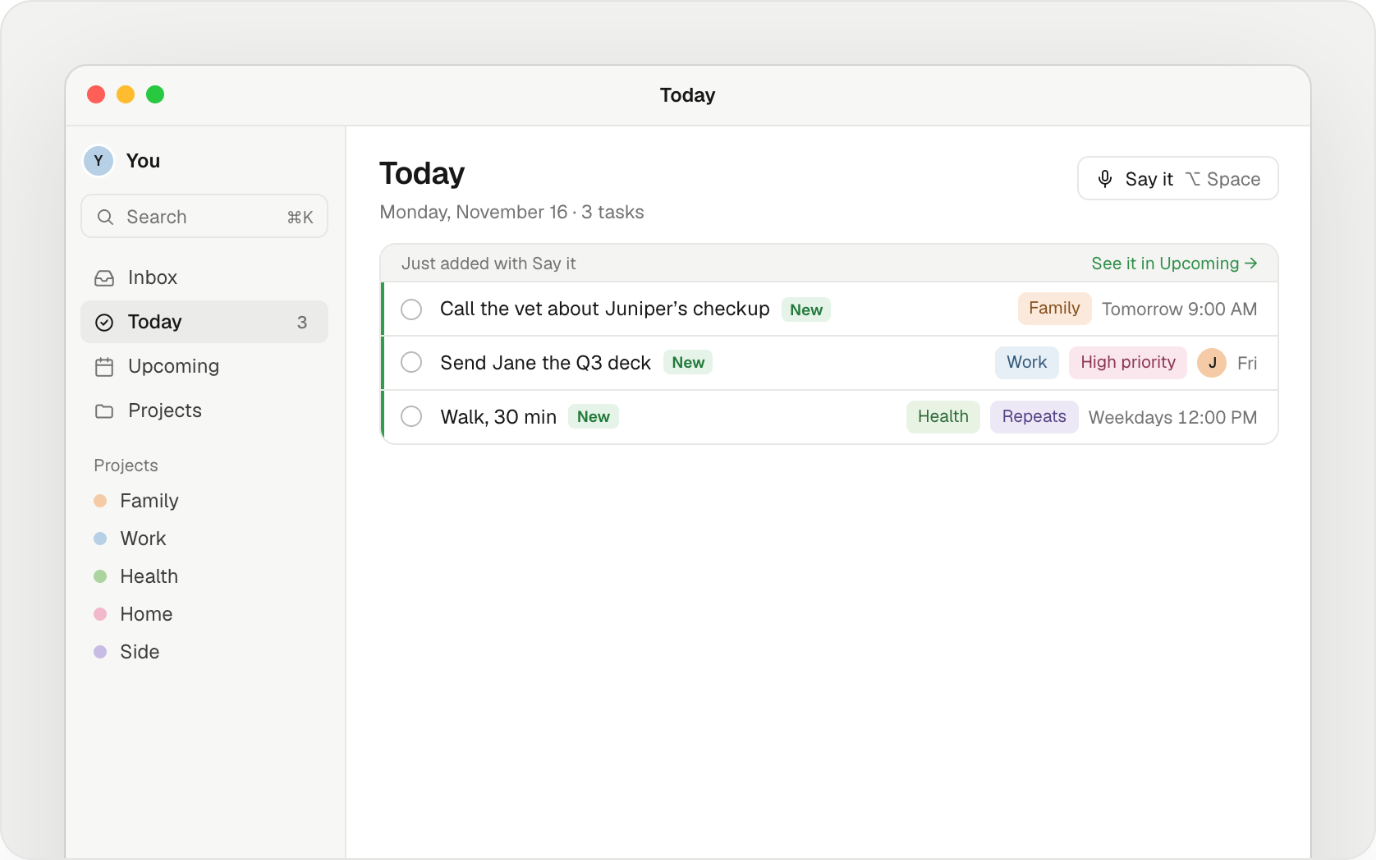 Today
Y You
Search ⌘K
Inbox
Today 3
Upcoming
Projects
Projects
Family
Work
Health
Home
Side
Today
Monday, November 16 · 3 tasks
Say it ⌥ Space
Just added with Say it
See it in Upcoming →
Call the vet about Juniper’s checkup New Family Tomorrow 9:00 AM
Send Jane the Q3 deck New Work High priority J Fri
Walk, 30 min New Health Repeats Weekdays 12:00 PM